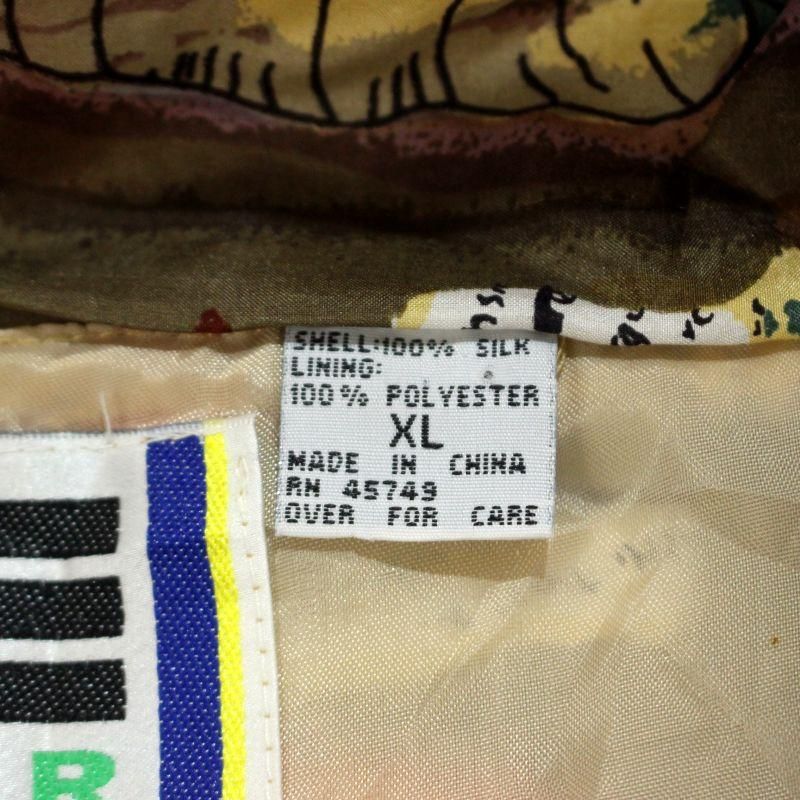 SHELL:100% SILK
LINING:
100% POLYESTER
XL
MADE IN CHINA
RN 45749
OVER FOR CARE
R